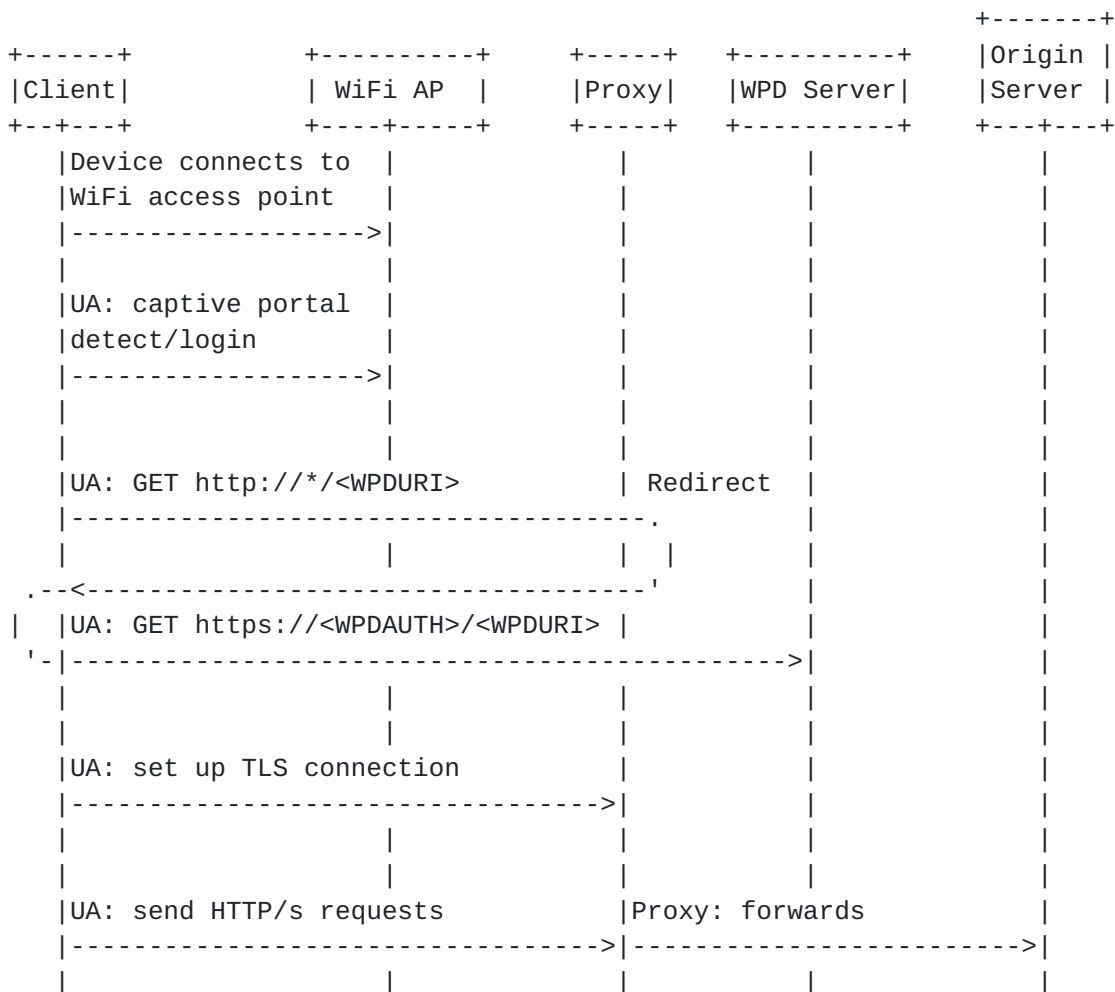 +-------+
+------+ +----------+ +-----+ +----------+ |Origin |
|Client| | WiFi AP | |Proxy| |WPD Server| |Server |
+--+---+ +----+-----+ +-----+ +----------+ +---+---+
|Device connects to | | | |
|WiFi access point | | | |
|------------------->| | | |
| | | | |
|UA: captive portal | | | |
|detect/login | | | |
|------------------->| | | |
| | | | |
| | | | |
|UA: GET http://*/<WPDURI> | Redirect | |
|-------------------------------------. | |
| | | | | |
.--<------------------------------------' | |
| |UA: GET https://<WPDAUTH>/<WPDURI> | | |
'-|---------------------------------------------->| |
| | | | |
| | | | |
|UA: set up TLS connection | | |
|---------------------------------->| | |
| | | | |
| | | | |
|UA: send HTTP/s requests |Proxy: forwards |
|---------------------------------->|------------------------->|
| | | | |